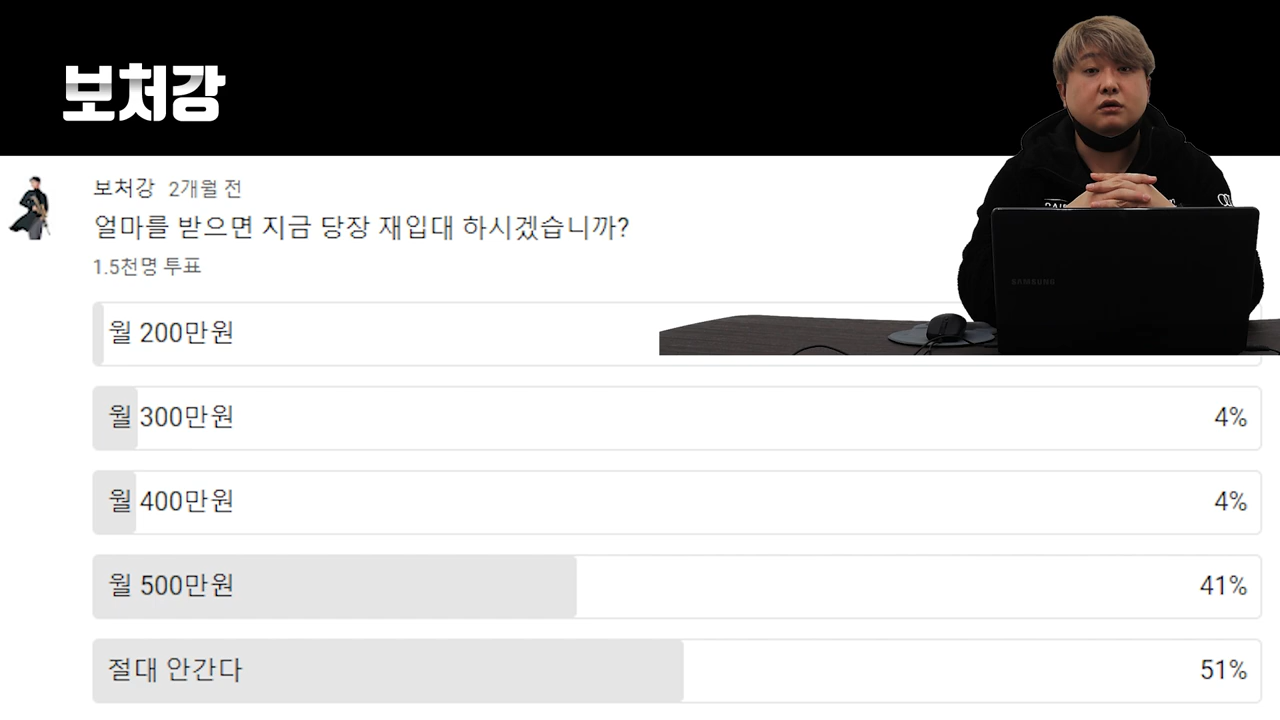 보처강
보처강 2개월 전
얼마를 받으면 지금 당장 재입대 하시겠습니까?
1.5천명 투표
월 200만원
월 300만원 4%
월 400만원 4%
월 500만원 41%
절대 안간다 51%
SAMSUNG